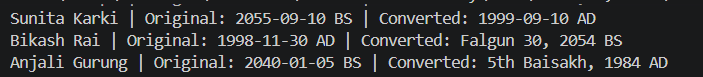 Sunita Karki | Original: 2055-09-10 BS | Converted: 1999-09-10 AD
Bikash Rai | Original: 1998-11-30 AD | Converted: Falgun 30, 2054 BS
Anjali Gurung | Original: 2040-01-05 BS | Converted: 5th Baisakh, 1984 AD